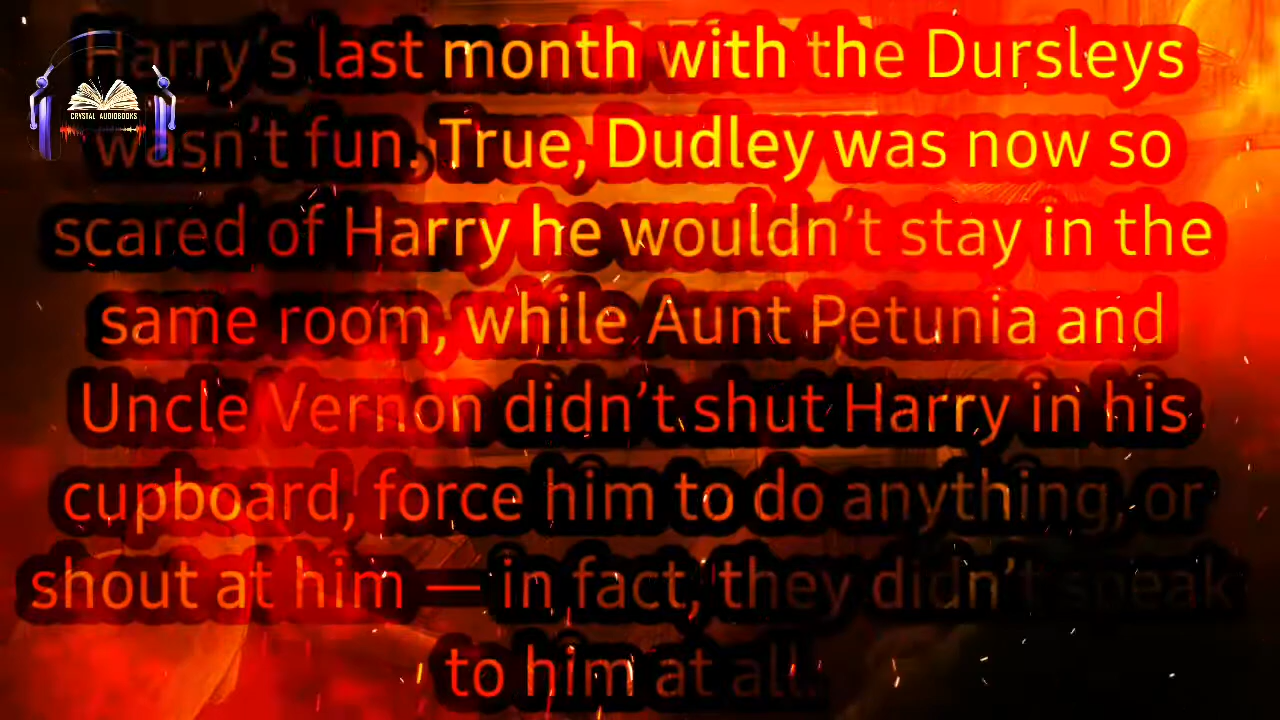 Harry’s last month with the Dursleys
CRYSTAL AUDIOBOOKS
wasn’t fun. True, Dudley was now so
scared of Harry he wouldn’t stay in the
same room, while Aunt Petunia and
Uncle Vernon didn’t shut Harry in his
cupboard, force him to do anything, or
shout at him — in fact, they didn’t speak
to him at all.